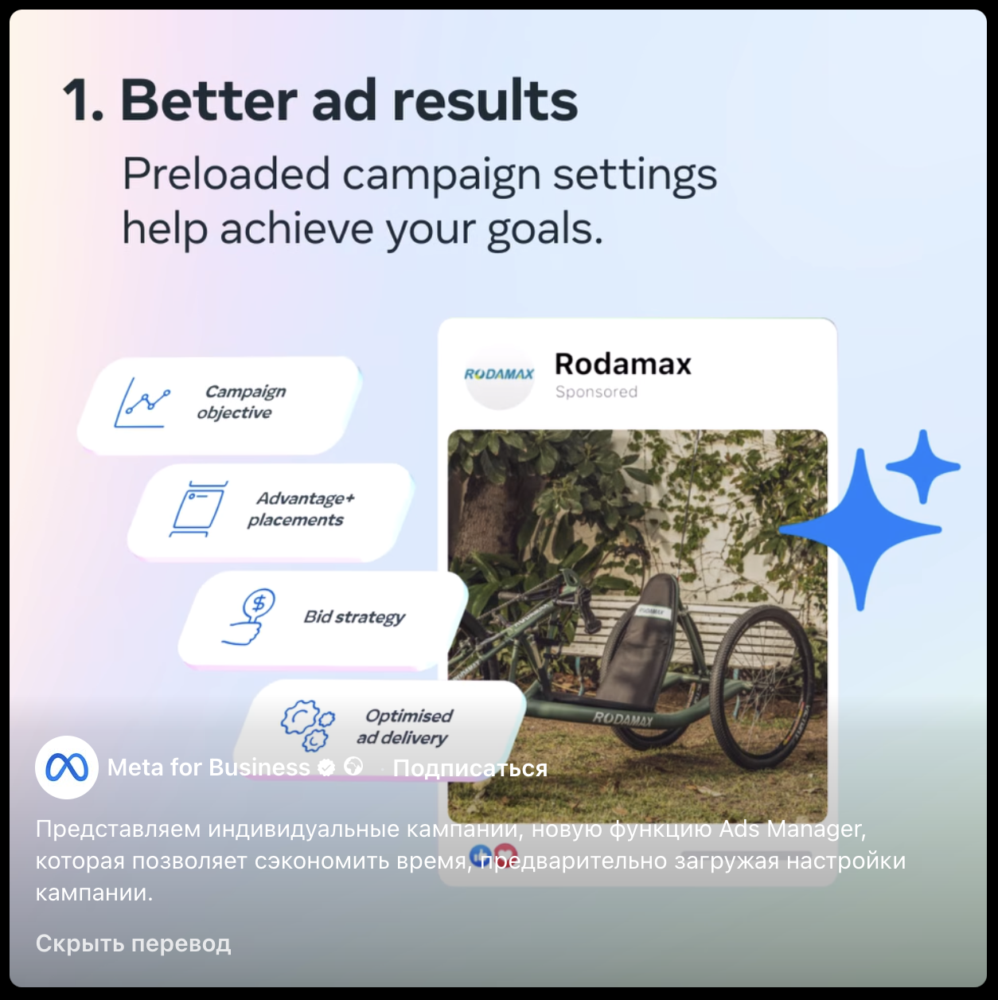 1. Better ad results
Preloaded campaign settings
help achieve your goals.
Campaign
objective
Advantage+
placements
Bid strategy
Optimised
ad delivery
RODAMAX
Rodamax
Sponsored
RODAMAX
RODAMAX
Meta for Business · Подписаться
Представляем индивидуальные кампании, новую функцию Ads Manager,
которая позволяет сэкономить время, предварительно загружая настройки
кампании.
Скрыть перевод